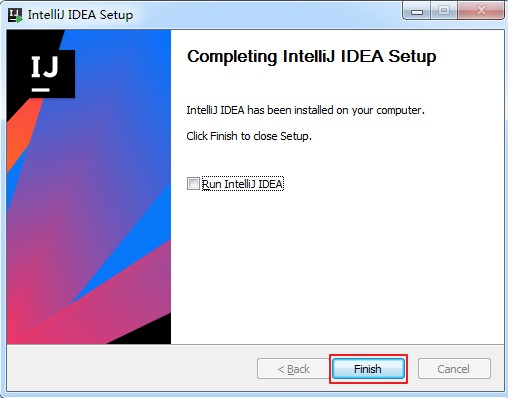 IntelliJ IDEA Setup
IJ
Completing IntelliJ IDEA Setup
IntelliJ IDEA has been installed on your computer.
Click Finish to close Setup.
Run IntelliJ IDEA
< Back
Finish
Cancel